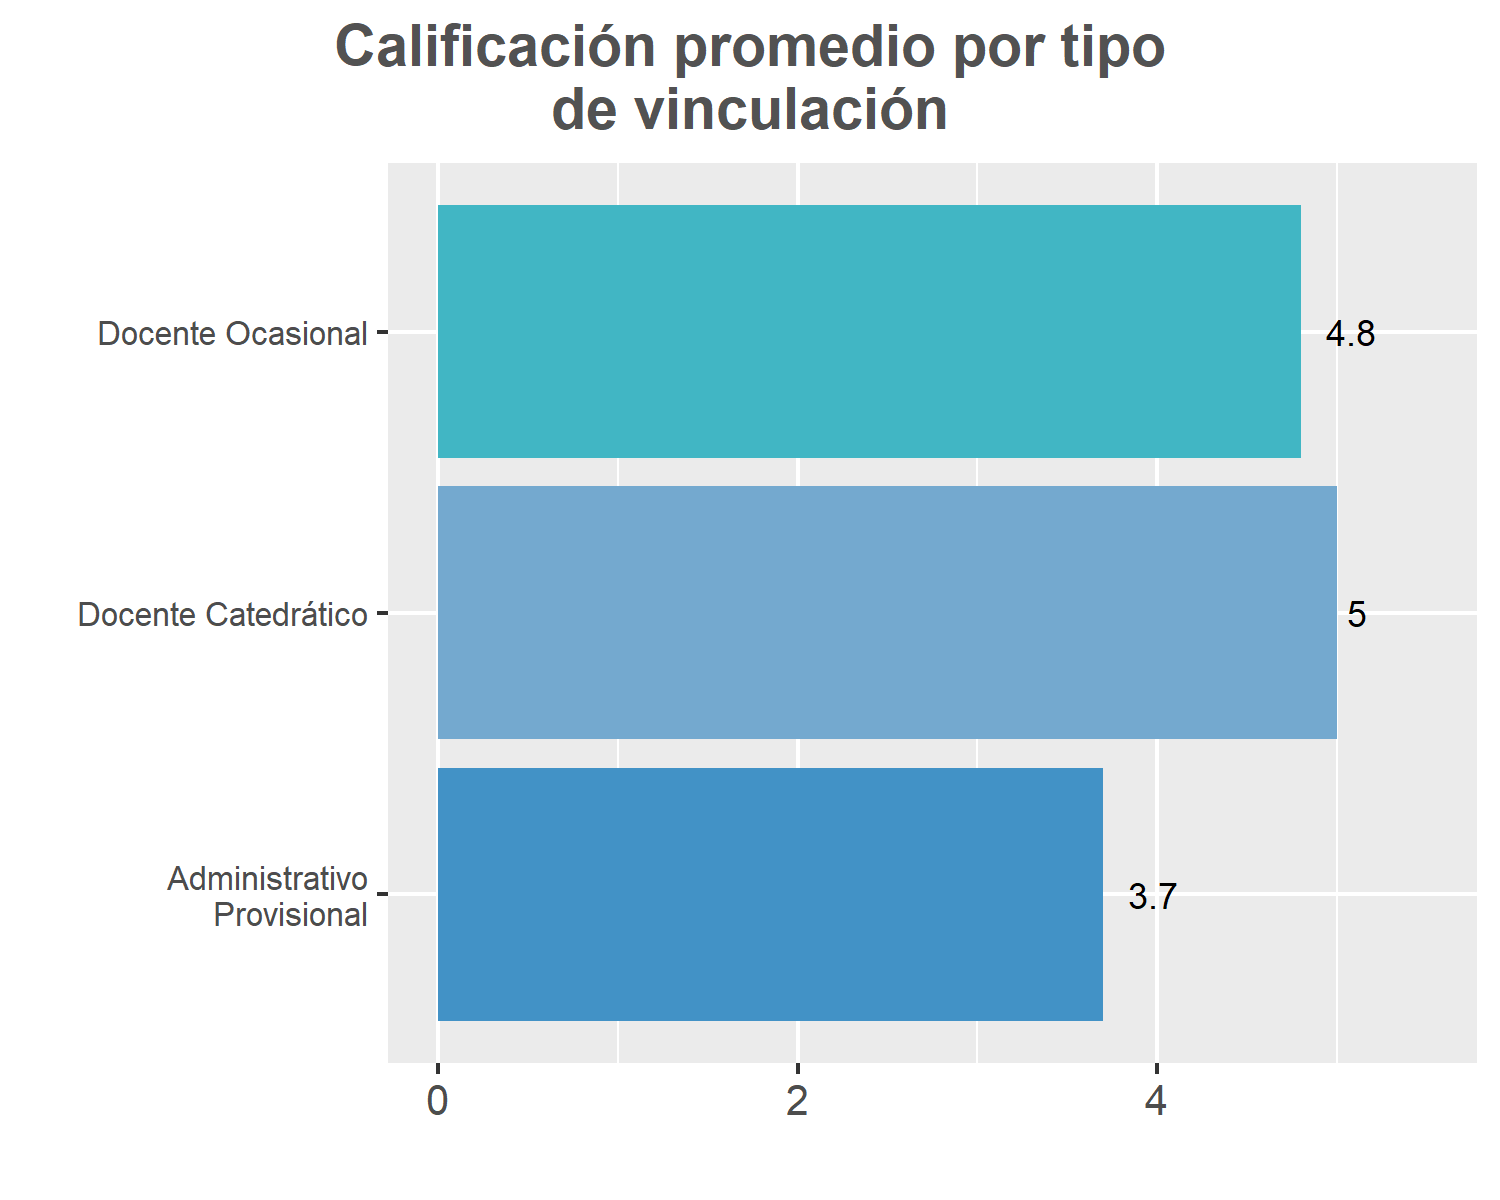 Calificación promedio por tipo
de vinculación
Docente Ocasional
4.8
Docente Catedrático
5
Administrativo
Provisional
3.7
0
2
4